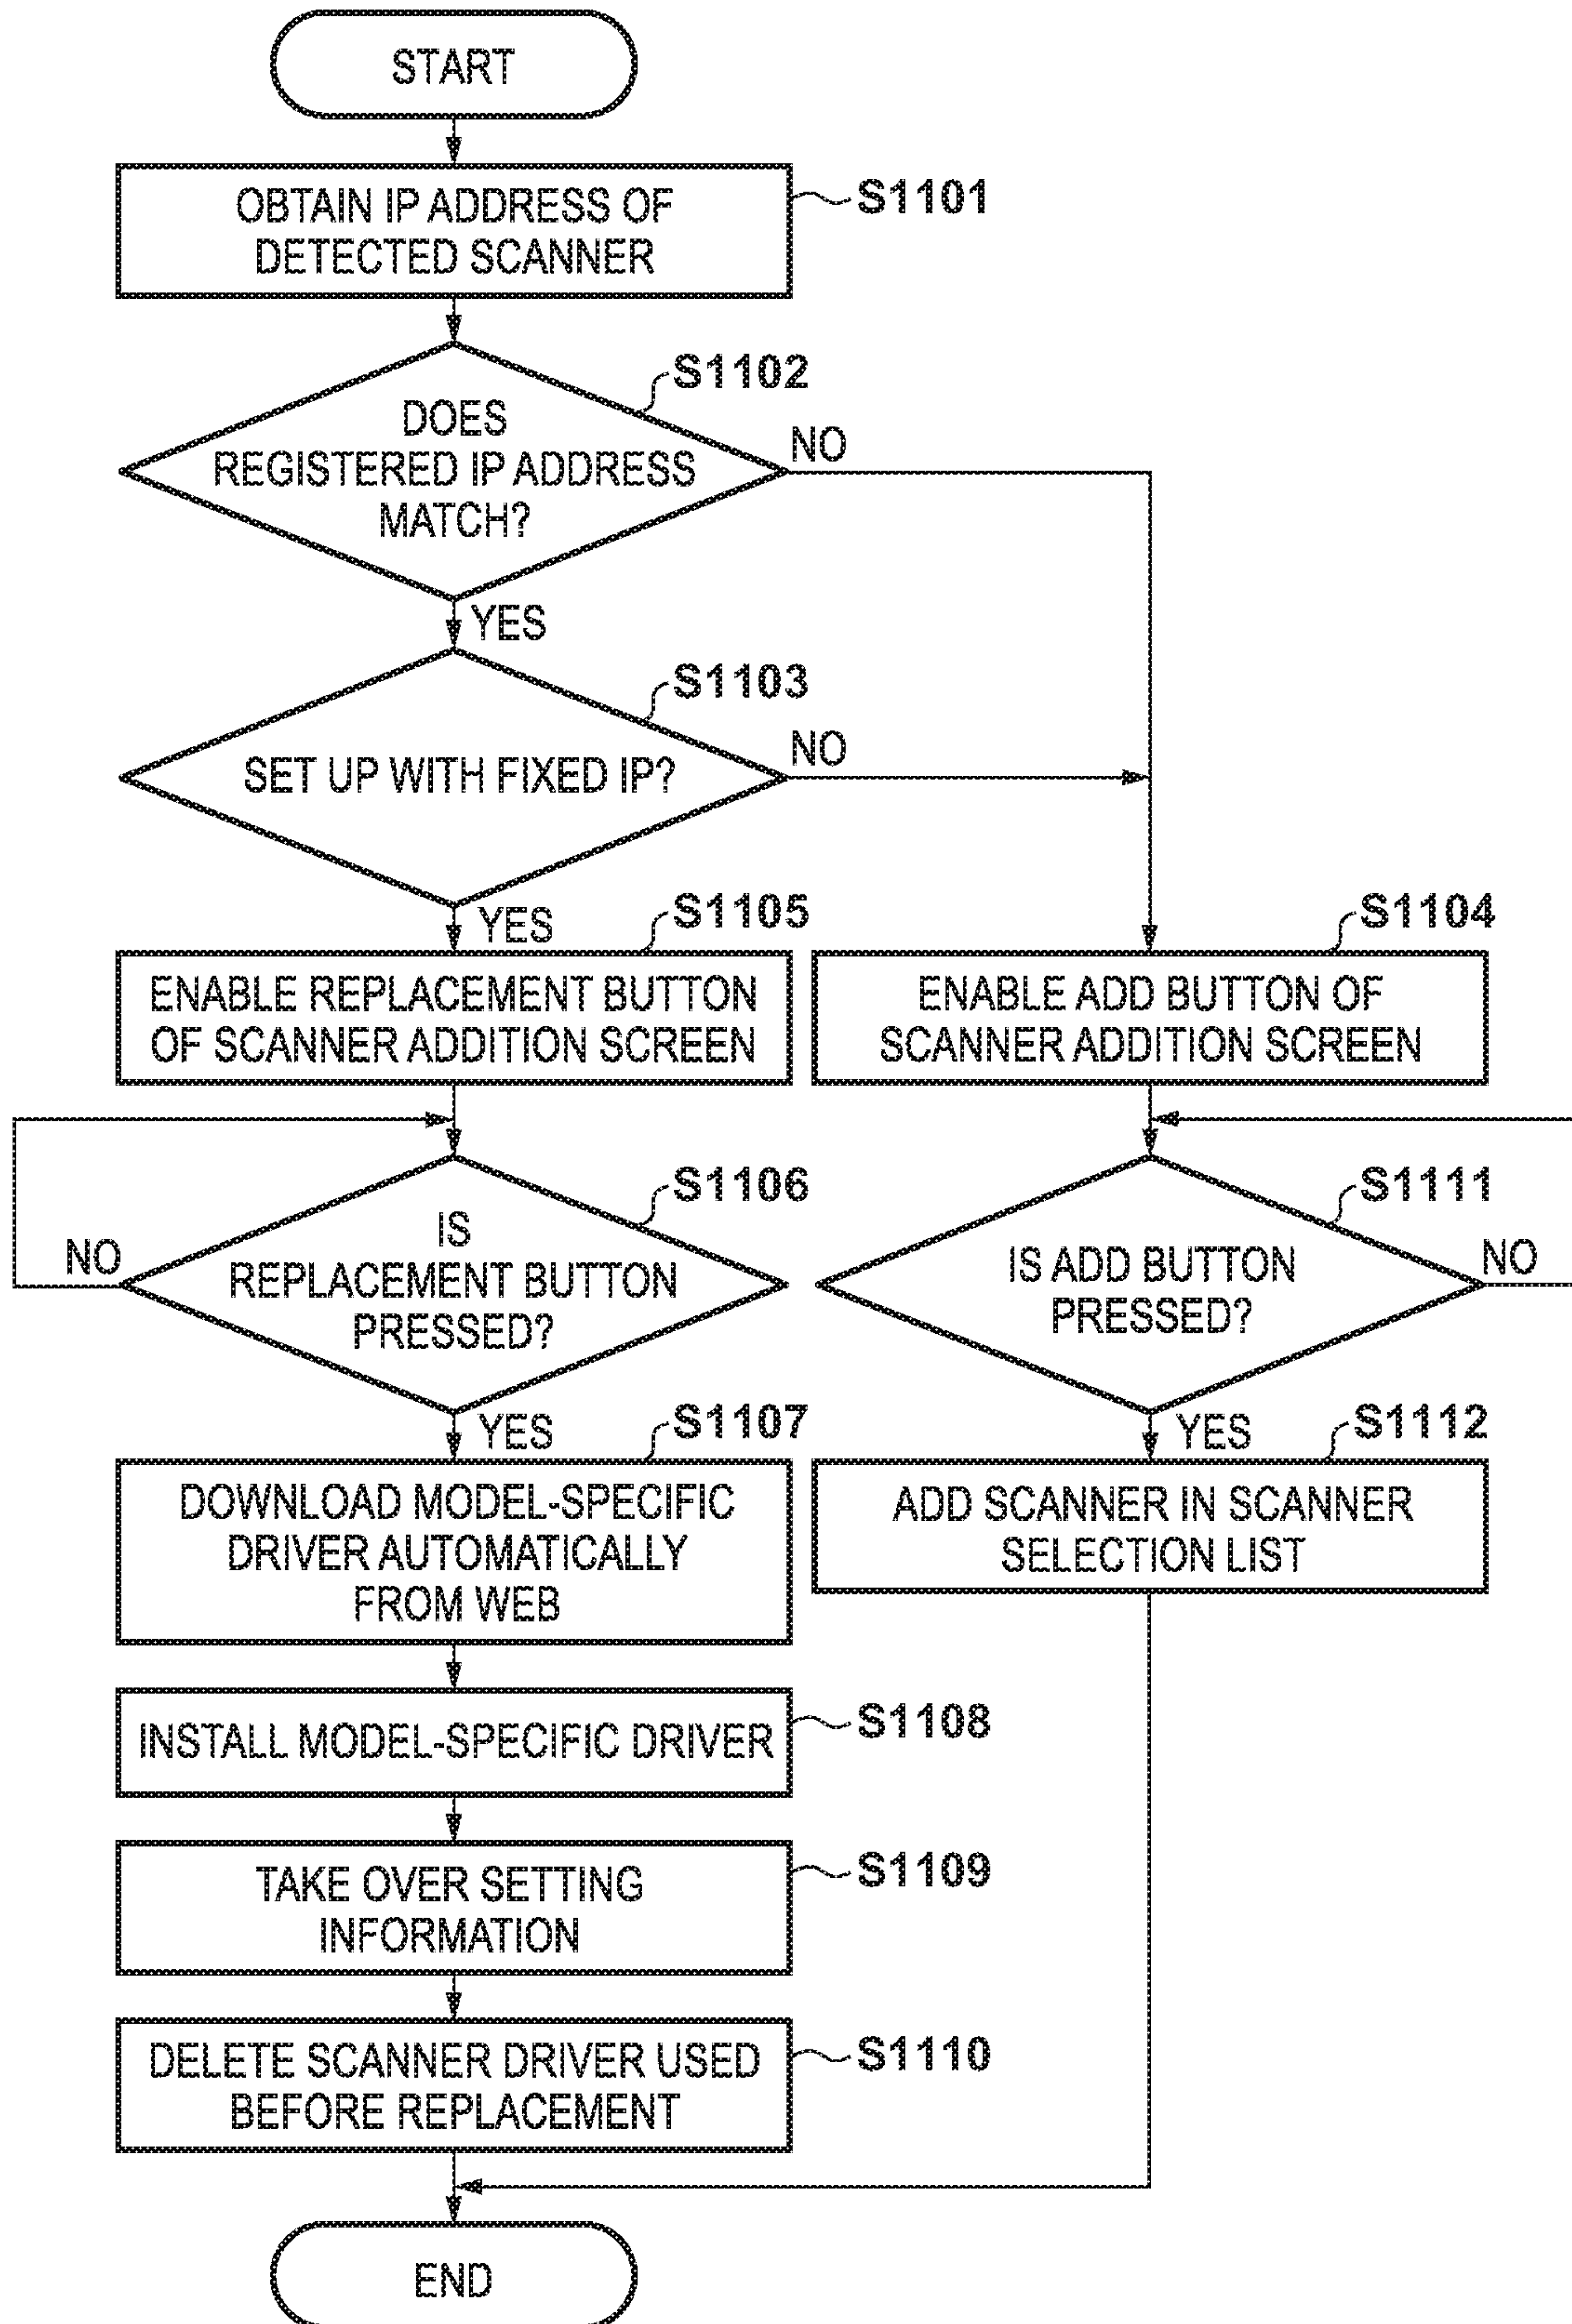 START
OBTAIN IP ADDRESS OF
DETECTED SCANNER
S1101
S1102
DOES
REGISTERED IP ADDRESS
MATCH?
NO
YES
S1103
SET UP WITH FIXED IP?
NO
YES
S1105
ENABLE REPLACEMENT BUTTON
OF SCANNER ADDITION SCREEN
S1104
ENABLE ADD BUTTON OF
SCANNER ADDITION SCREEN
S1106
IS
REPLACEMENT BUTTON
PRESSED?
NO
YES
S1111
IS ADD BUTTON
PRESSED?
NO
YES
S1107
DOWNLOAD MODEL-SPECIFIC
DRIVER AUTOMATICALLY
FROM WEB
S1112
ADD SCANNER IN SCANNER
SELECTION LIST
INSTALL MODEL-SPECIFIC DRIVER
S1108
TAKE OVER SETTING
INFORMATION
S1109
DELETE SCANNER DRIVER USED
BEFORE REPLACEMENT
S1110
END